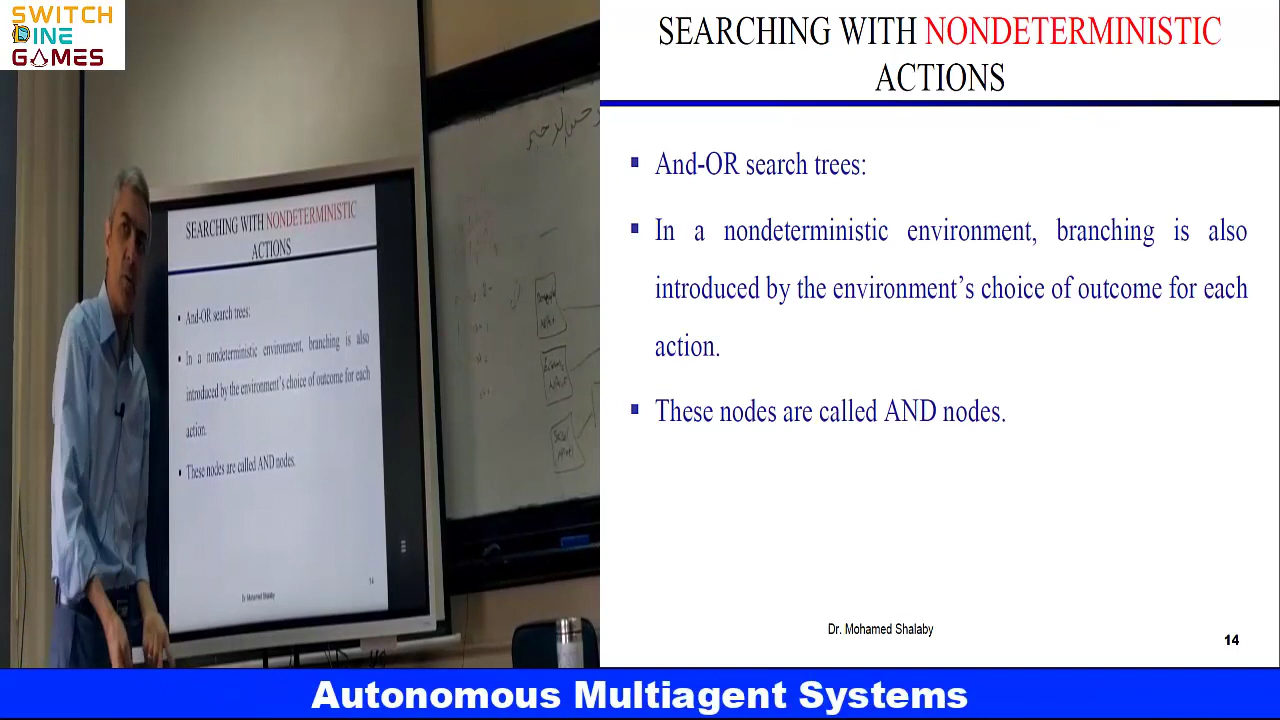 SWITCH
DINE
GAMES
SEARCHING WITH NONDETERMINISTIC
ACTIONS
And-OR search trees:
In a nondeterministic environment, branching is also
introduced by the environment's choice of outcome for each
action.
These nodes are called AND nodes.
Dr. Mohamed Shalaby
14
SEARCHING WITH NONDETERMINISTIC
ACTIONS
▪ And-OR search trees:
▪ In a nondeterministic environment, branching is also
introduced by the environment’s choice of outcome for each
action.
▪ These nodes are called AND nodes.
Dr. Mohamed Shalaby
14
Autonomous Multiagent Systems